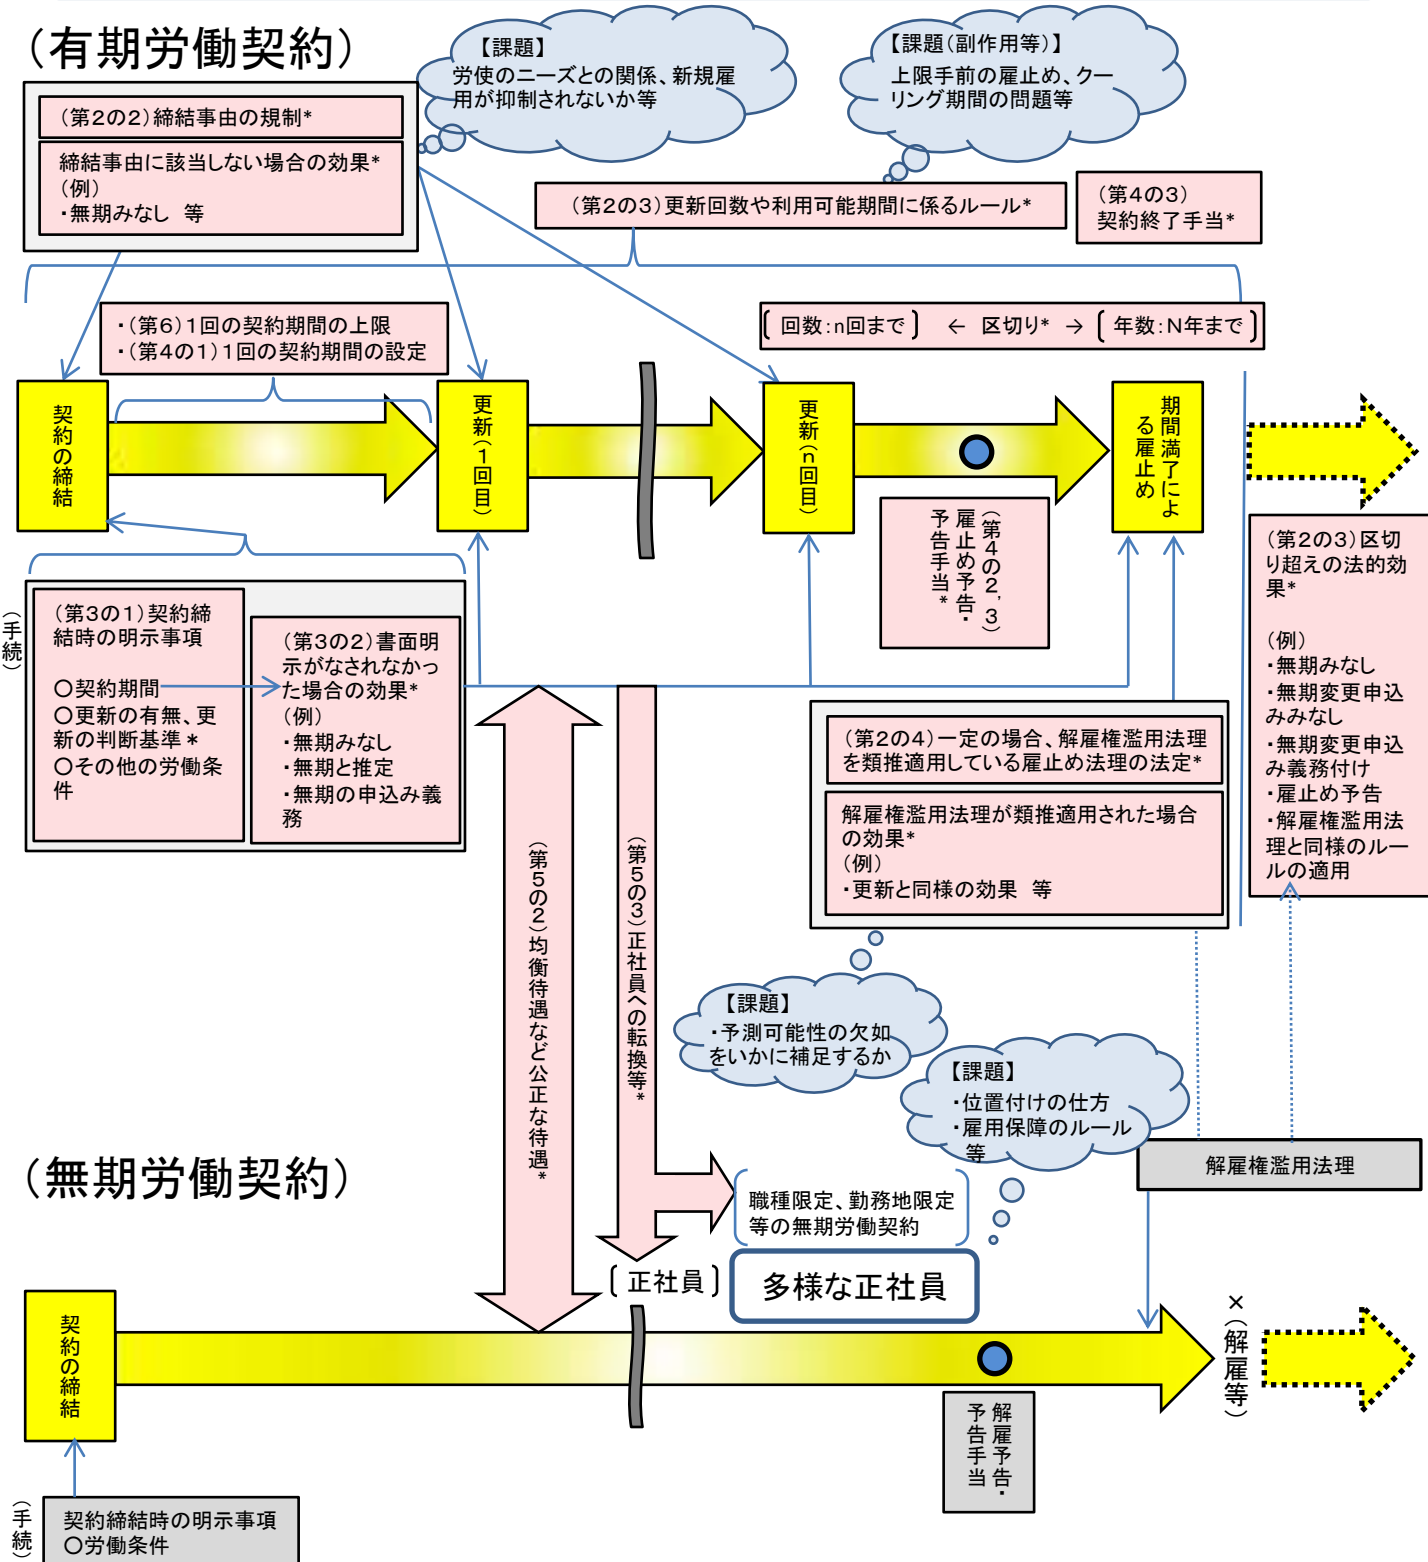 （有期労働契約）
【課題】
労使のニーズとの関係、新規雇
用が抑制されないか等
【課題（副作用等）】
上限手前の雇止め、クー
リング期間の問題等
（第２の２）締結事由の規制*
締結事由に該当しない場合の効果*
（例）
・無期みなし　等
（第２の３）更新回数や利用可能期間に係るルール*
（第４の３）
契約終了手当*
・（第６）１回の契約期間の上限
・（第４の１）１回の契約期間の設定
〔 回数：ｎ回まで 〕 ← 区切り* → 〔 年数：Ｎ年まで 〕
契約の締結
更新（１回目）
更新（ｎ回目）
期間満了によ
る雇止め
（第４の２,３）
雇止め予告・
予告手当*
（第２の３）区切
り超えの法的効
果*
（例）
・無期みなし
・無期変更申込
みみなし
・無期変更申込
み義務付け
・雇止め予告
・解雇権濫用法
理と同様のルー
ルの適用
（手続）
（第３の１）契約締
結時の明示事項
○契約期間
○更新の有無、更
新の判断基準＊
○その他の労働条
件
（第３の２）書面明
示がなされなかっ
た場合の効果*
（例）
・無期みなし
・無期と推定
・無期の申込み義
務
（第２の４）一定の場合、解雇権濫用法理
を類推適用している雇止め法理の法定*
解雇権濫用法理が類推適用された場合
の効果*
（例）
・更新と同様の効果　等
（第５の２）均衡待遇など公正な待遇*
（第５の３）正社員への転換等*
【課題】
・予測可能性の欠如
をいかに補足するか
【課題】
・位置付けの仕方
・雇用保障のルール
等
（無期労働契約）
解雇権濫用法理
職種限定、勤務地限定
等の無期労働契約
〔 正社員 〕
多様な正社員
契約の締結
×（解雇等）
解雇予告・
予告手当
（手続）
契約締結時の明示事項
○労働条件